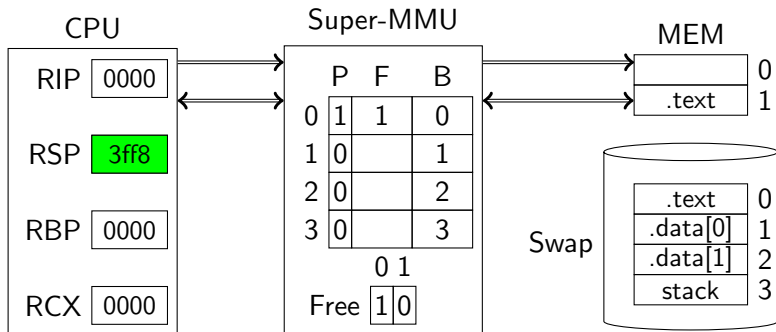 CPU
RIP 0000
RSP 3ff8
RBP 0000
RCX 0000
Super-MMU
P F B
0 1 1 0
1 0 1
2 0 2
3 0 3
0 1
Free 1 0
MEM
0
.text 1
Swap
.text 0
.data[0] 1
.data[1] 2
stack 3